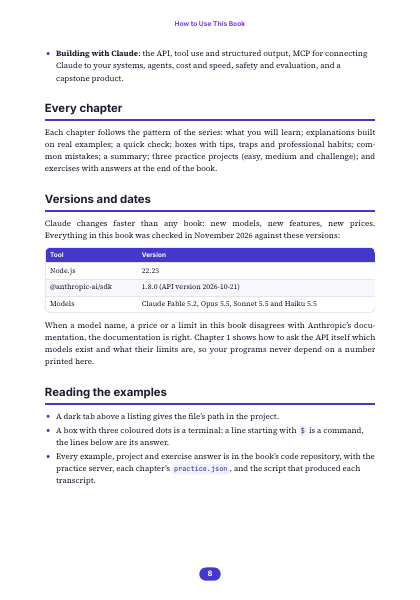 How to Use This Book
• Building with Claude: the API, tool use and structured output, MCP for connecting
Claude to your systems, agents, cost and speed, safety and evaluation, and a
capstone product.
Every chapter
Each chapter follows the pattern of the series: what you will learn; explanations built
on real examples; a quick check; boxes with tips, traps and professional habits; com-
mon mistakes; a summary; three practice projects (easy, medium and challenge); and
exercises with answers at the end of the book.
Versions and dates
Claude changes faster than any book: new models, new features, new prices.
Everything in this book was checked in November 2026 against these versions:
Tool Version
Node.js 22.23
@anthropic-ai/sdk 1.8.0 (API version 2026-10-21)
Models Claude Fable 5.2, Opus 5.5, Sonnet 5.5 and Haiku 5.5
When a model name, a price or a limit in this book disagrees with Anthropic's docu-
mentation, the documentation is right. Chapter 1 shows how to ask the API itself which
models exist and what their limits are, so your programs never depend on a number
printed here.
Reading the examples
• A dark tab above a listing gives the file's path in the project.
• A box with three coloured dots is a terminal: a line starting with $ is a command,
the lines below are its answer.
• Every example, project and exercise answer is in the book's code repository, with the
practice server, each chapter's practice.json, and the script that produced each
transcript.
8